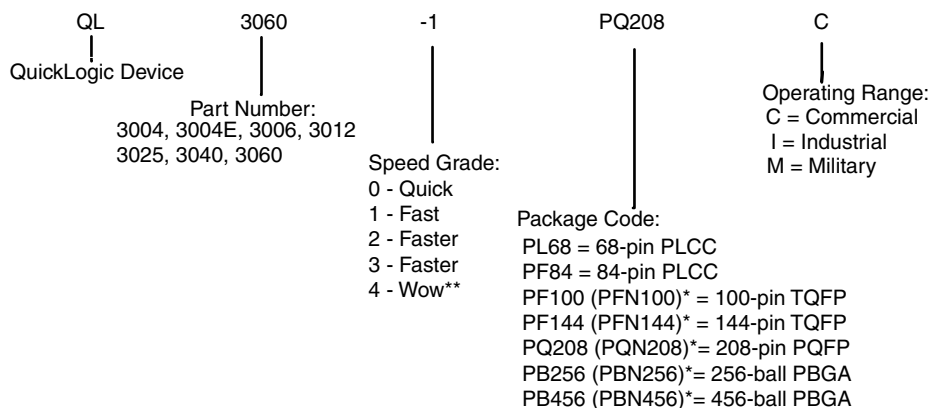 QL 3060 -1 PQ208 C
QuickLogic Device
Part Number:
3004, 3004E, 3006, 3012
3025, 3040, 3060
Speed Grade:
0 - Quick
1 - Fast
2 - Faster
3 - Faster
4 - Wow**
Package Code:
PL68 = 68-pin PLCC
PF84 = 84-pin PLCC
PF100 (PFN100)* = 100-pin TQFP
PF144 (PFN144)* = 144-pin TQFP
PQ208 (PQN208)*= 208-pin PQFP
PB256 (PBN256)*= 256-ball PBGA
PB456 (PBN456)*= 456-ball PBGA
Operating Range:
C = Commercial
I = Industrial
M = Military